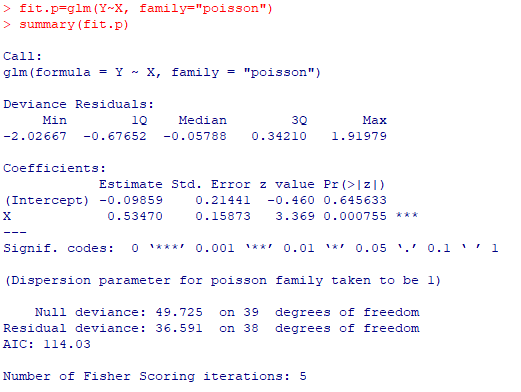 > fit.p=glm(Y~X, family="poisson")
> summary(fit.p)
Call:
glm(formula = Y ~ X, family = "poisson")
Deviance Residuals:
     Min       1Q   Median       3Q      Max
-2.02667 -0.67652 -0.05788  0.34210  1.91979
Coefficients:
            Estimate Std. Error z value Pr(>|z|)
(Intercept) -0.09859    0.21441  -0.460 0.645633
X            0.53470    0.15873   3.369 0.000755 ***
---
Signif. codes:  0 ‘***’ 0.001 ‘**’ 0.01 ‘*’ 0.05 ‘.’ 0.1 ‘ ’ 1
(Dispersion parameter for poisson family taken to be 1)
    Null deviance: 49.725  on 39  degrees of freedom
Residual deviance: 36.591  on 38  degrees of freedom
AIC: 114.03
Number of Fisher Scoring iterations: 5